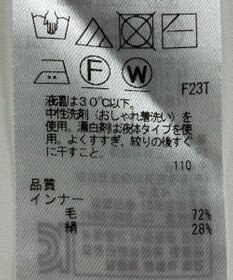 F W
F23T
液温は30℃以下。
中性洗剤(おしゃれ着洗い)を
使用。漂白剤は液体タイプを使
用。よくすすぎ、絞りの後すぐ
に干すこと。
110
品質
インナー
毛 72%
絹 28%